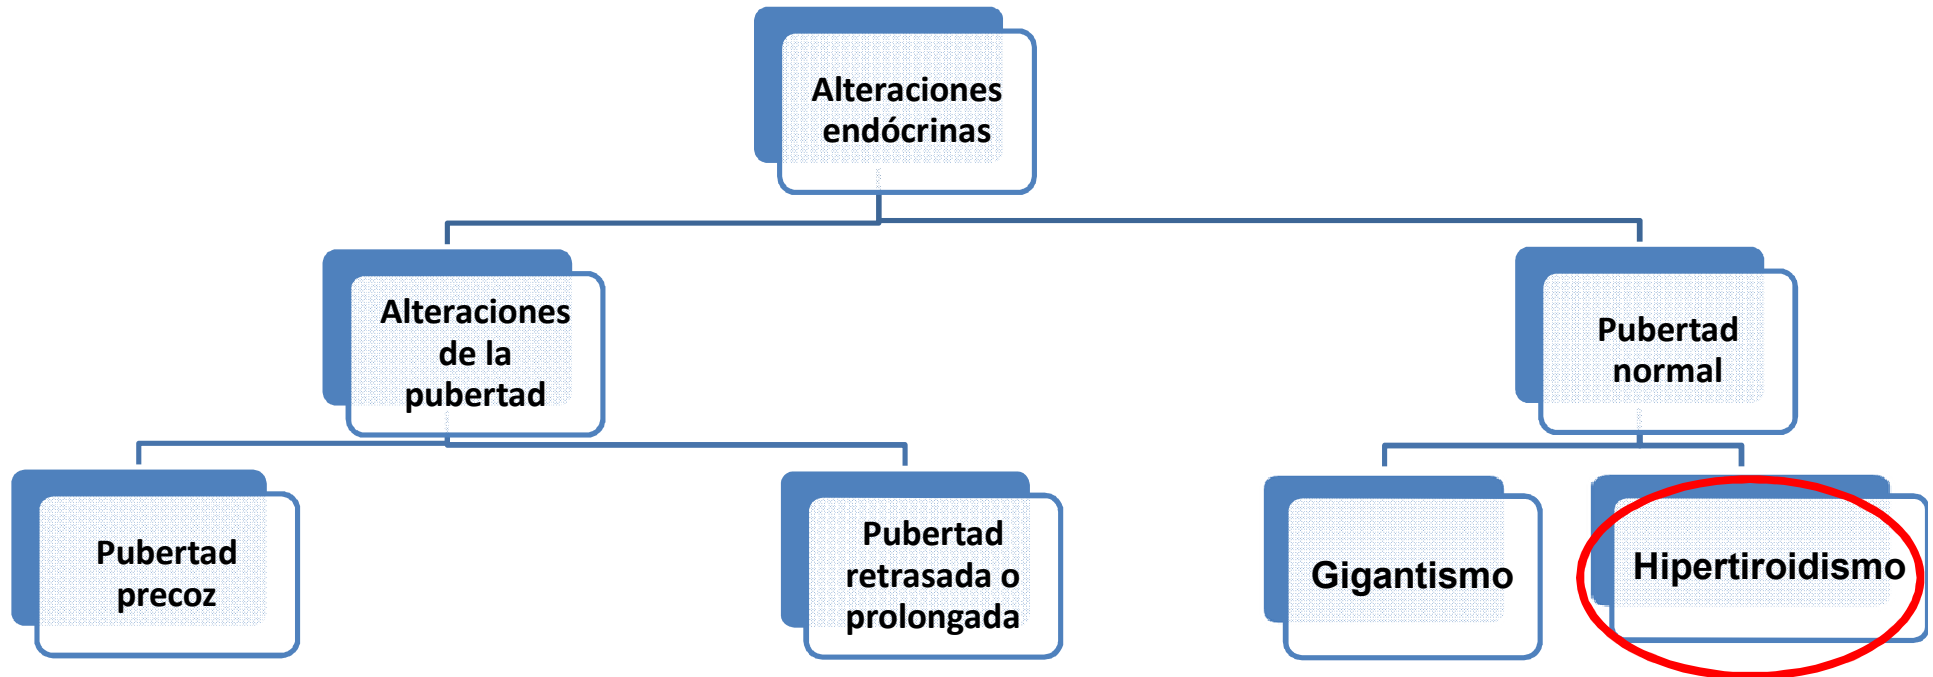 Alteraciones
endócrinas
Alteraciones
de la
pubertad
Pubertad
normal
Pubertad
precoz
Pubertad
retrasada o
prolongada
Gigantismo
Hipertiroidismo